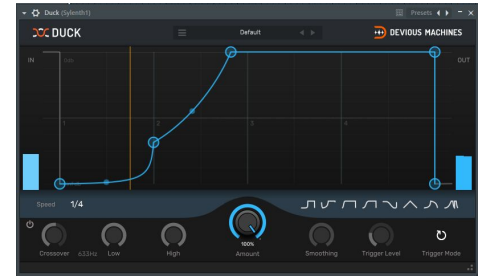 Duck (Sylenth1) Presets
DUCK Default DEVIOUS MACHINES
IN OUT
1 2 3 4
Speed 1/4
100%
Crossover 633Hz Low High Amount Smoothing Trigger Level Trigger Mode